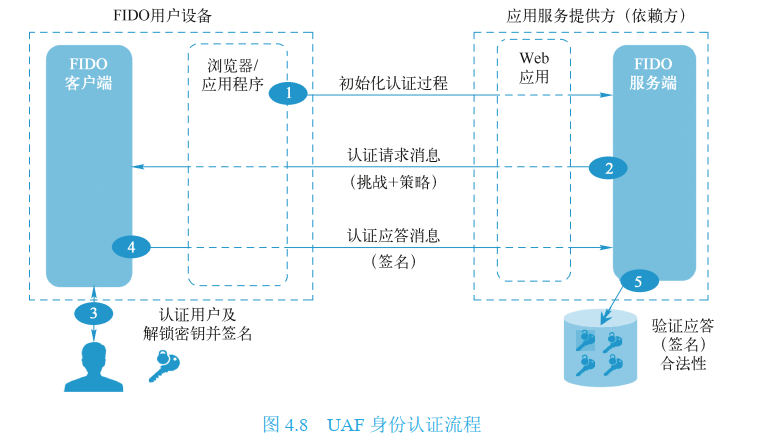 FIDO用户设备
应用服务提供方（依赖方）
FIDO
客户端
浏览器/
应用程序
Web
应用
FIDO
服务端
1
初始化认证过程
认证请求消息
2
（挑战+策略）
4
认证应答消息
（签名）
5
3
认证用户及
解锁密钥并签名
验证应答
（签名）
合法性
图 4.8 UAF 身份认证流程